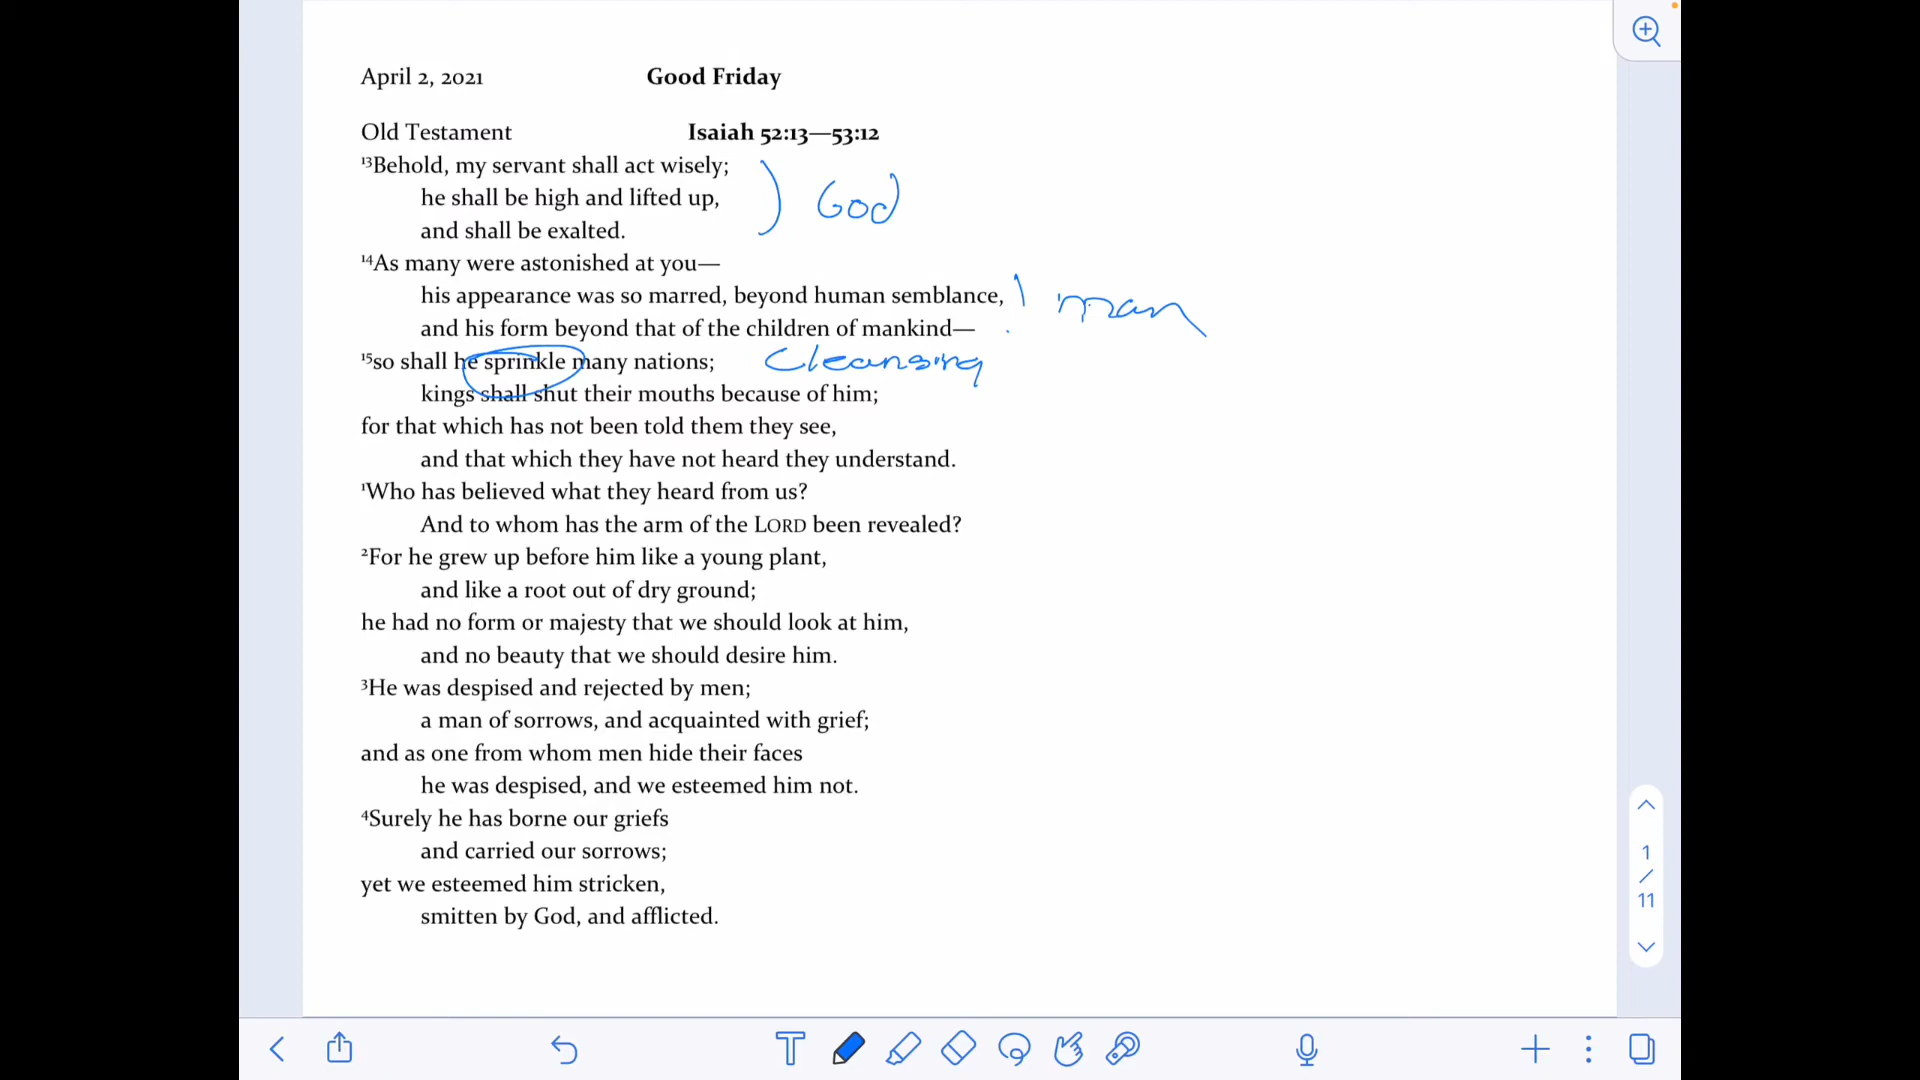 April 2, 2021 Good Friday
Old Testament Isaiah 52:13—53:12
¹³Behold, my servant shall act wisely;
he shall be high and lifted up,
and shall be exalted.
God
¹⁴As many were astonished at you—
his appearance was so marred, beyond human semblance,
and his form beyond that of the children of mankind—
man
¹⁵so shall he sprinkle many nations; cleansing
kings shall shut their mouths because of him;
for that which has not been told them they see,
and that which they have not heard they understand.
¹Who has believed what they heard from us?
And to whom has the arm of the LORD been revealed?
²For he grew up before him like a young plant,
and like a root out of dry ground;
he had no form or majesty that we should look at him,
and no beauty that we should desire him.
³He was despised and rejected by men;
a man of sorrows, and acquainted with grief;
and as one from whom men hide their faces
he was despised, and we esteemed him not.
⁴Surely he has borne our griefs
and carried our sorrows;
yet we esteemed him stricken,
smitten by God, and afflicted.
1
/
11
T